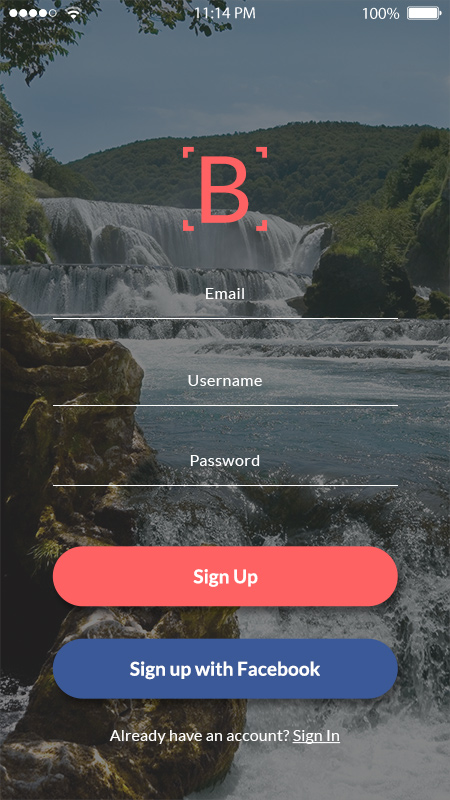 11:14 PM 100%
B
Email
Username
Password
Sign Up
Sign up with Facebook
Already have an account? Sign In